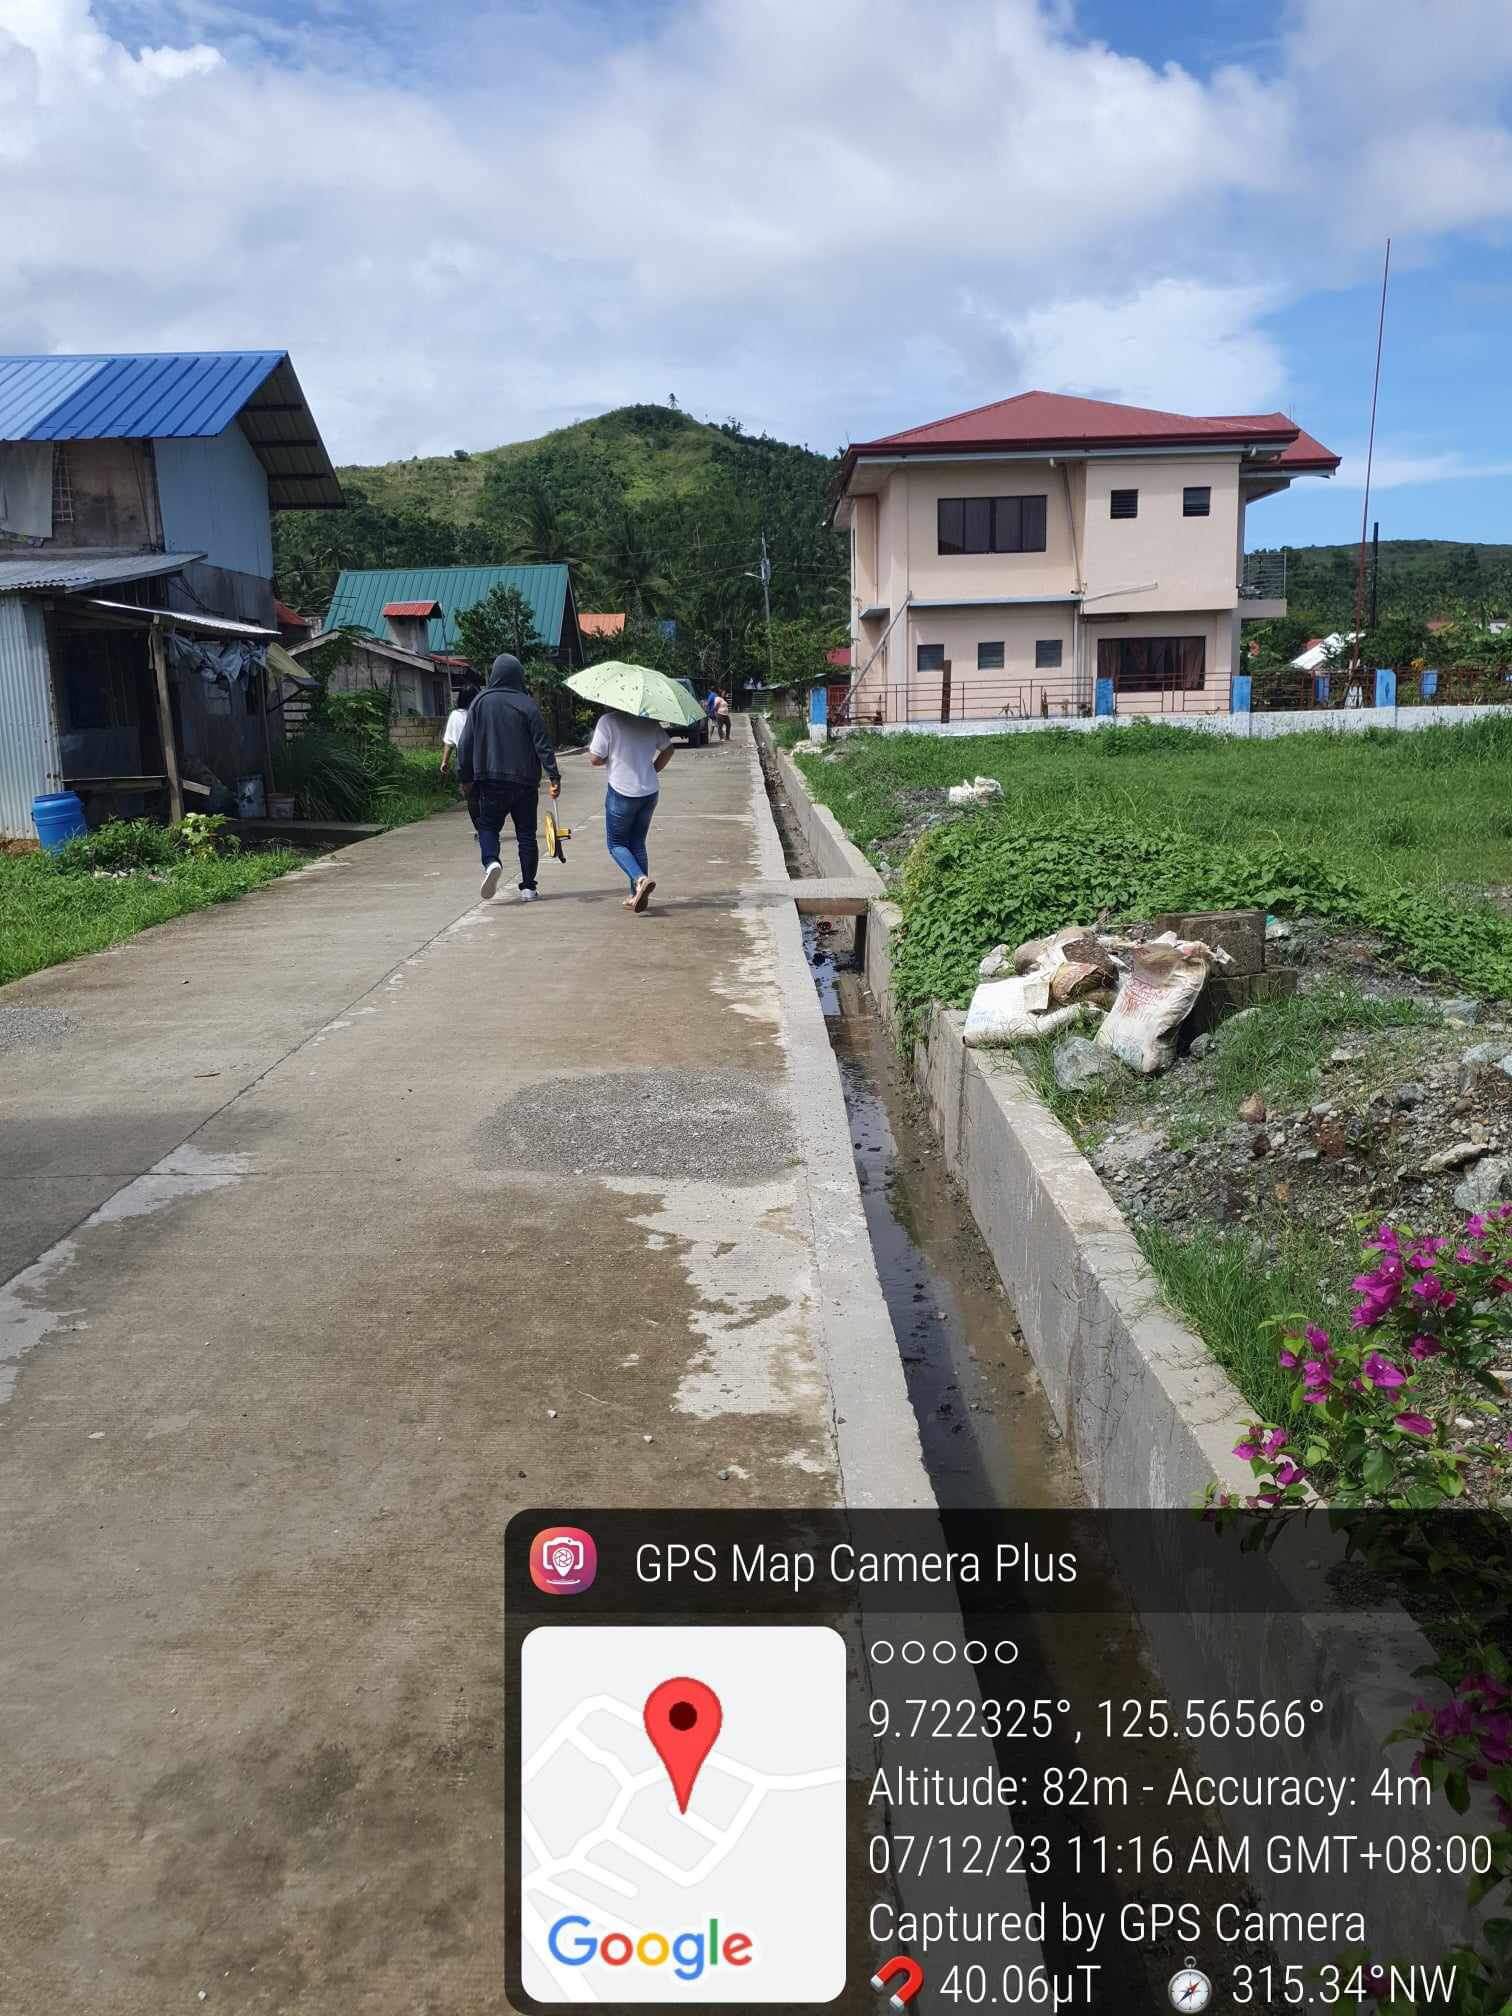 GPS Map Camera Plus
○○○○○
9.722325°, 125.56566°
Altitude: 82m - Accuracy: 4m
07/12/23 11:16 AM GMT+08:00
Captured by GPS Camera
40.06µT 315.34°NW
Google